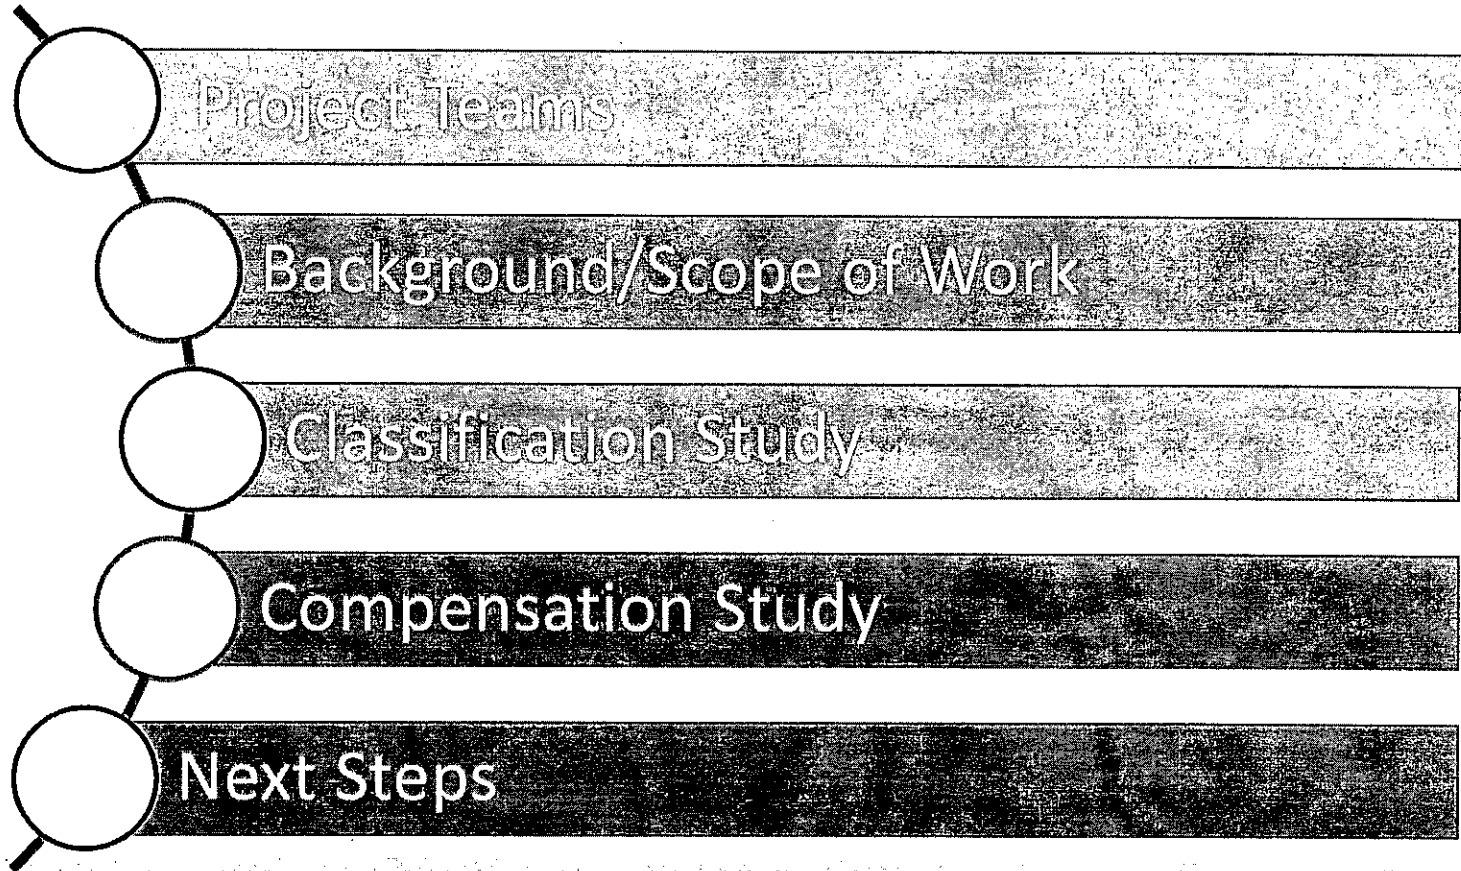 Project Teams
Background/Scope of Work
Classification Study
Compensation Study
Next Steps